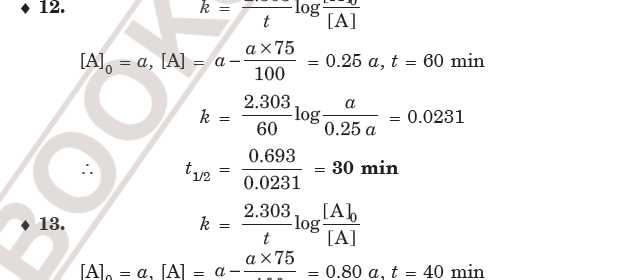 ♦ 12. k = 2.303/t log [A]₀/[A]
[A]₀ = a, [A] = a − a×75/100 = 0.25 a, t = 60 min
k = 2.303/60 log a/0.25 a = 0.0231
∴ t₁/₂ = 0.693/0.0231 = 30 min
♦ 13. k = 2.303/t log [A]₀/[A]
[A]₀ = a, [A] = a − a×75/ = 0.80 a, t = 40 min
BOOK